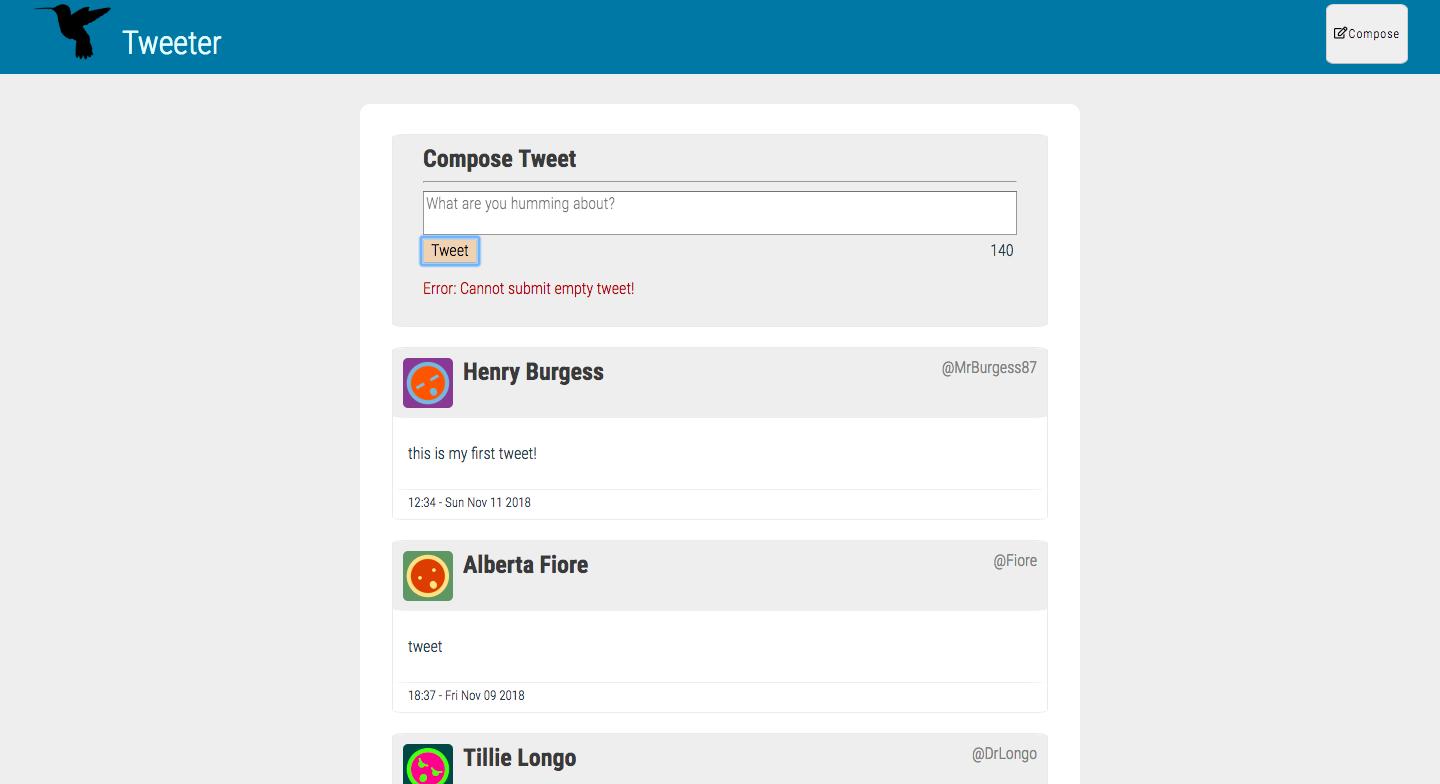 Tweeter
Compose
Compose Tweet
What are you humming about?
Tweet
140
Error: Cannot submit empty tweet!
Henry Burgess
@MrBurgess87
this is my first tweet!
12:34 - Sun Nov 11 2018
Alberta Fiore
@Fiore
tweet
18:37 - Fri Nov 09 2018
Tillie Longo
@DrLongo